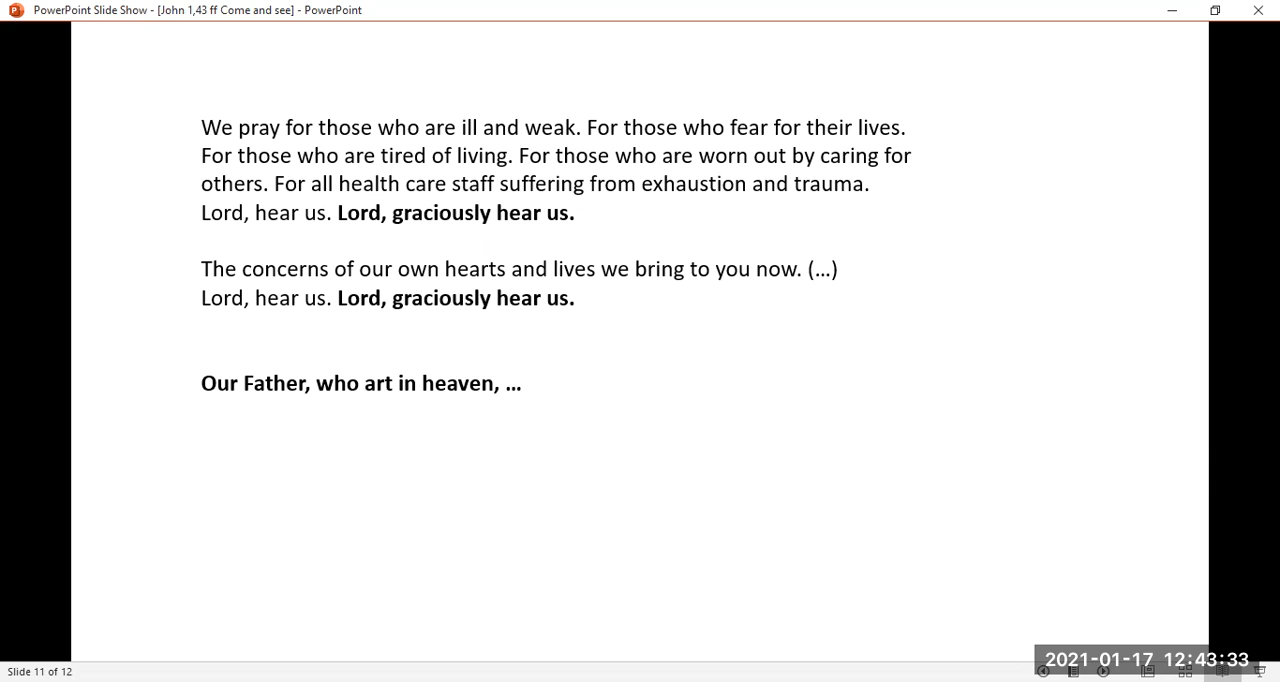 PowerPoint Slide Show - [John 1,43 ff Come and see] - PowerPoint
We pray for those who are ill and weak. For those who fear for their lives.
For those who are tired of living. For those who are worn out by caring for
others. For all health care staff suffering from exhaustion and trauma.
Lord, hear us. Lord, graciously hear us.
The concerns of our own hearts and lives we bring to you now. (...)
Lord, hear us. Lord, graciously hear us.
Our Father, who art in heaven, ...
2021-01-17 12:43:33
Slide 11 of 12